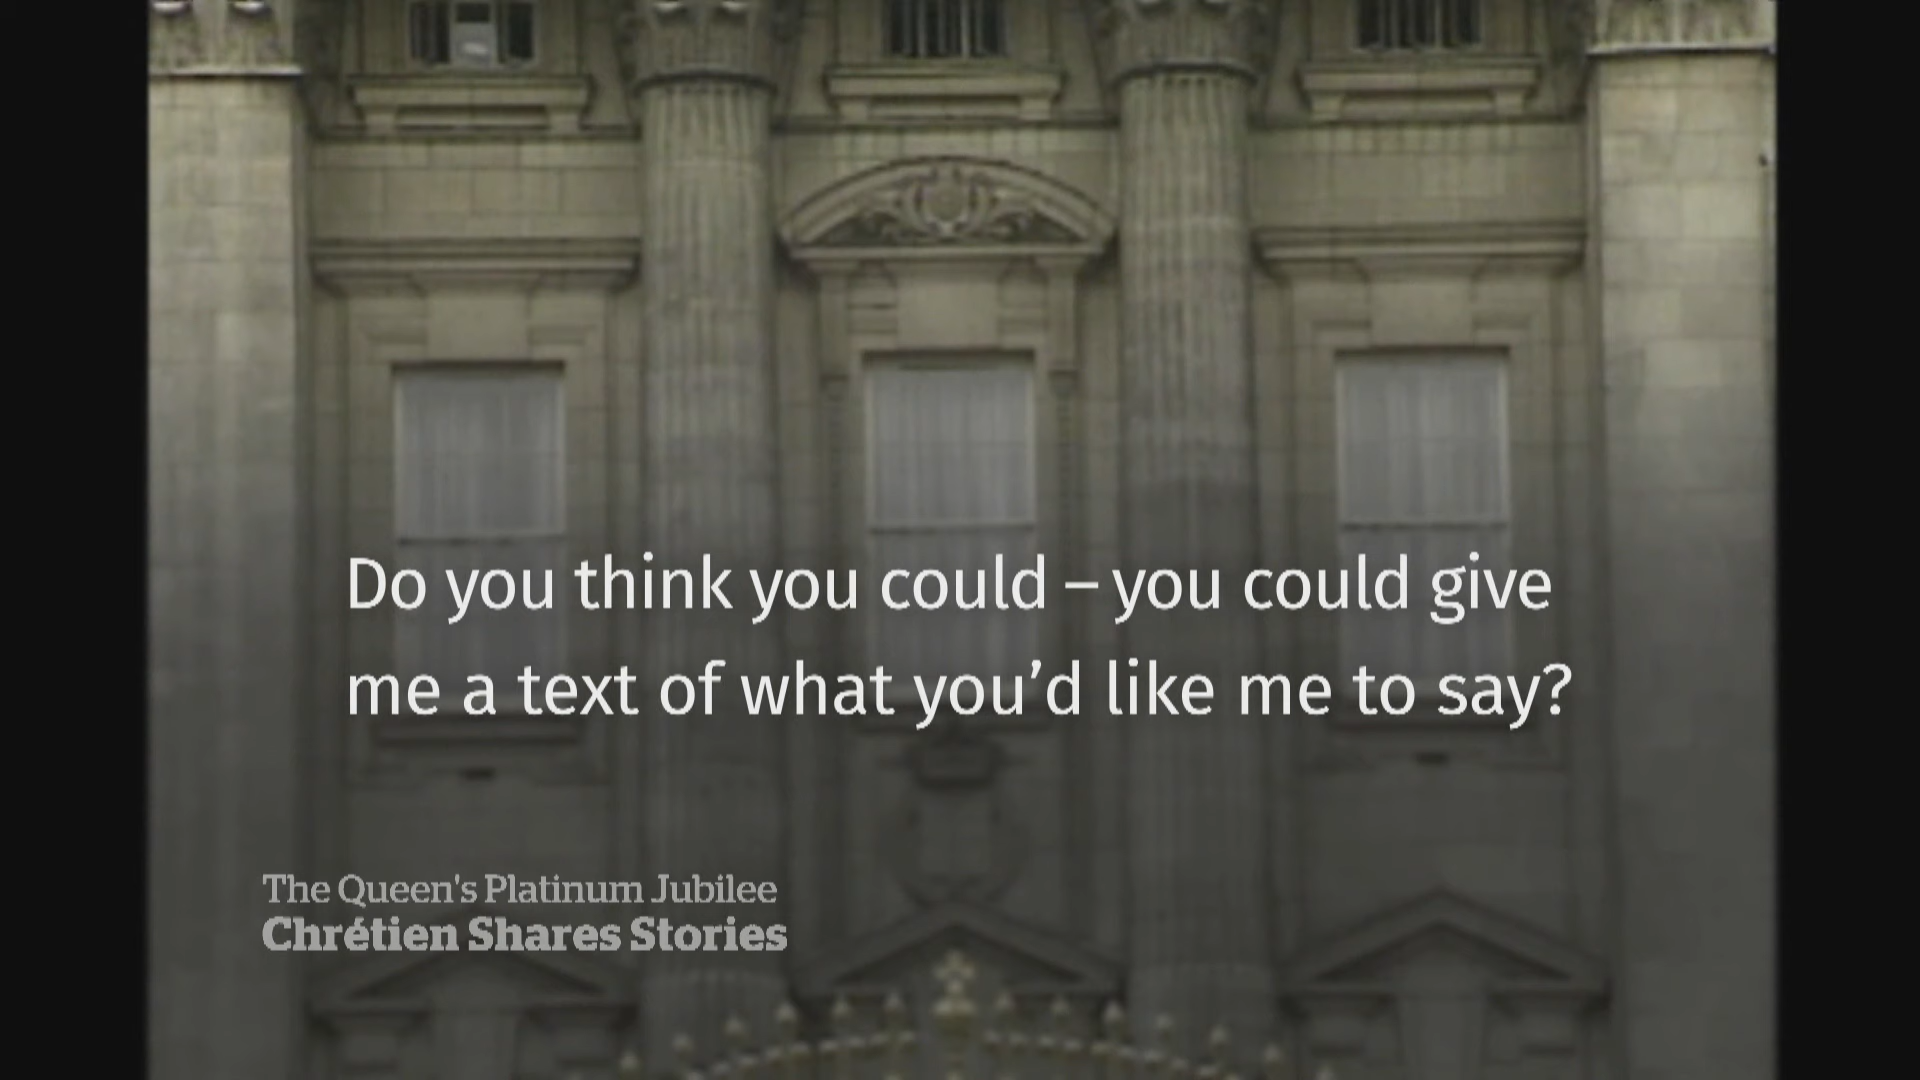 Do you think you could – you could give
me a text of what you’d like me to say?
The Queen's Platinum Jubilee
Chrétien Shares Stories